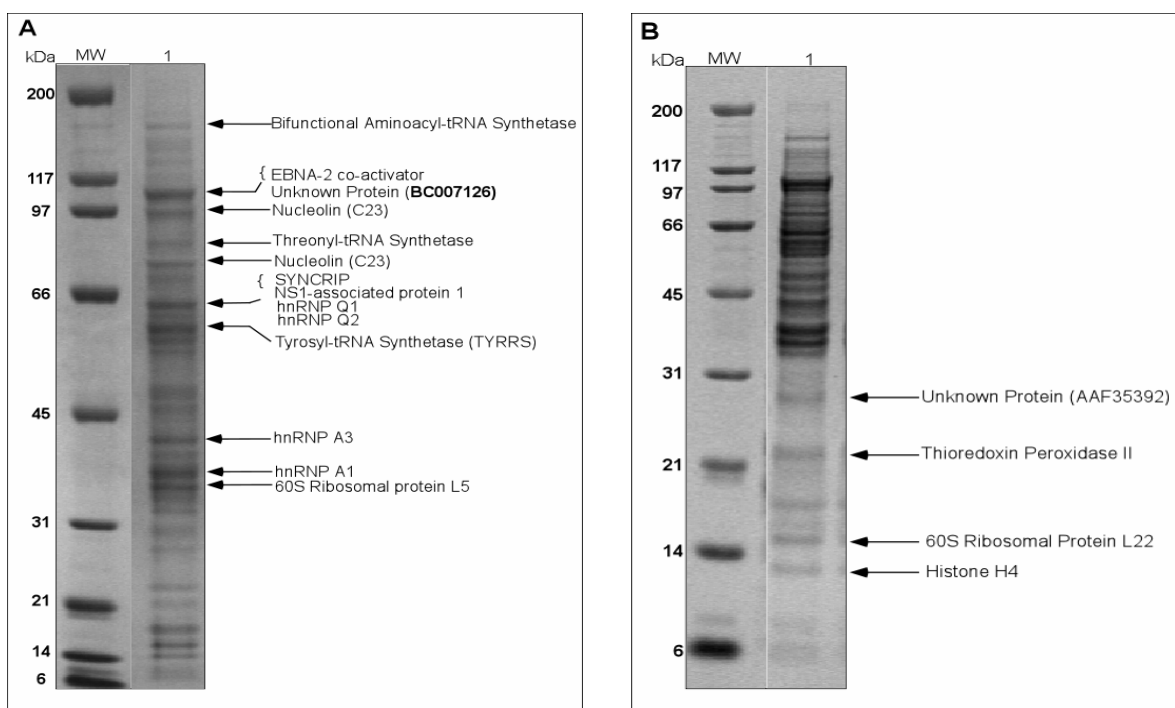 A
kDa MW 1
200
Bifunctional Aminoacyl-tRNA Synthetase
117
{ EBNA-2 co-activator
Unknown Protein (BC007126)
97
Nucleolin (C23)
Threonyl-tRNA Synthetase
Nucleolin (C23)
66
{ SYNCRIP
NS1-associated protein 1
hnRNP Q1
hnRNP Q2
Tyrosyl-tRNA Synthetase (TYRRS)
45
hnRNP A3
hnRNP A1
60S Ribosomal protein L5
31
21
14
6
B
kDa MW 1
200
117
97
66
45
31
Unknown Protein (AAF35392)
Thioredoxin Peroxidase II
21
60S Ribosomal Protein L22
14
Histone H4
6